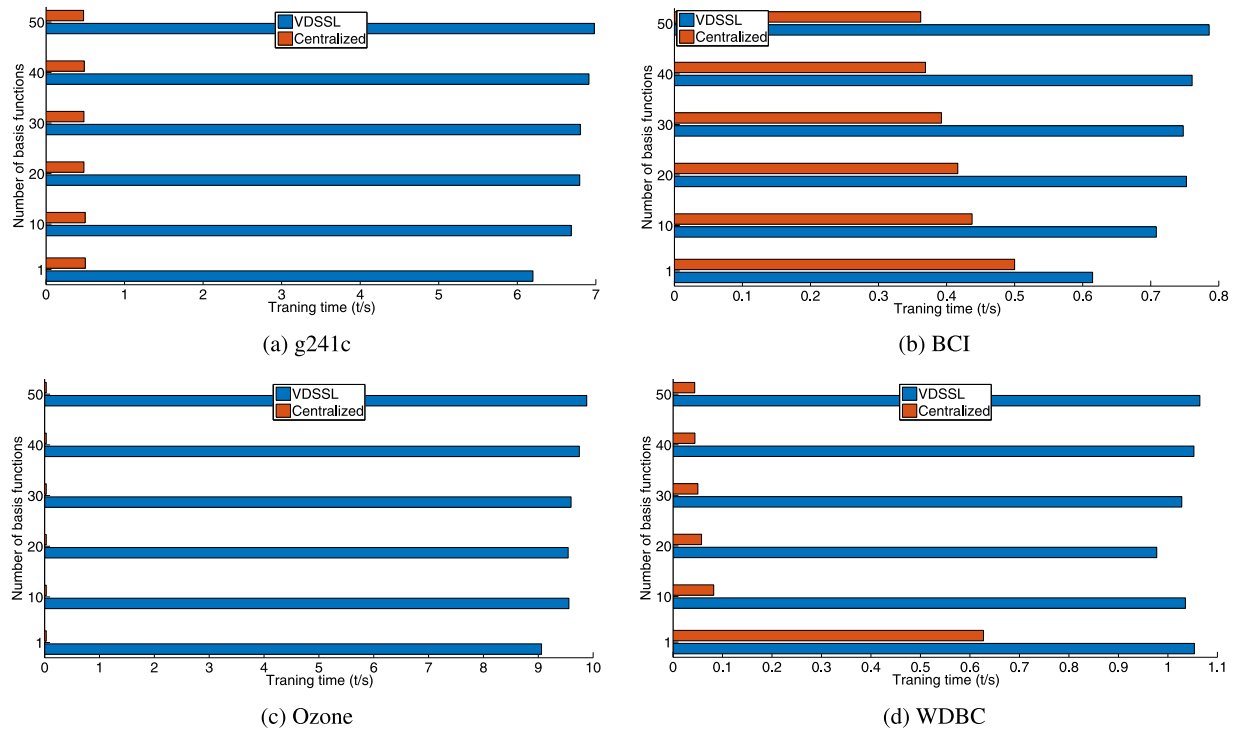 50
40
30
20
10
1
Number of basis functions
VDSSL
Centralized
0 1 2 3 4 5 6 7
Traning time (t/s)
(a) g241c
50
40
30
20
10
1
Number of basis functions
VDSSL
Centralized
0 0.1 0.2 0.3 0.4 0.5 0.6 0.7 0.8
Traning time (t/s)
(b) BCI
50
40
30
20
10
1
Number of basis functions
VDSSL
Centralized
0 1 2 3 4 5 6 7 8 9 10
Traning time (t/s)
(c) Ozone
50
40
30
20
10
1
Number of basis functions
VDSSL
Centralized
0 0.1 0.2 0.3 0.4 0.5 0.6 0.7 0.8 0.9 1 1.1
Traning time (t/s)
(d) WDBC